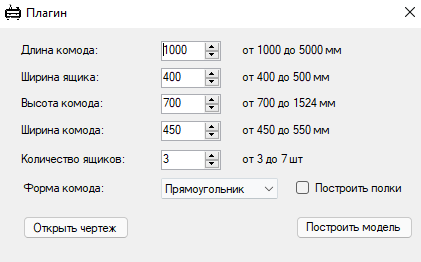 Плагин
Длина комода: 1000 от 1000 до 5000 мм
Ширина ящика: 400 от 400 до 500 мм
Высота комода: 700 от 700 до 1524 мм
Ширина комода: 450 от 450 до 550 мм
Количество ящиков: 3 от 3 до 7 шт
Форма комода: Прямоугольник Построить полки
Открыть чертеж Построить модель